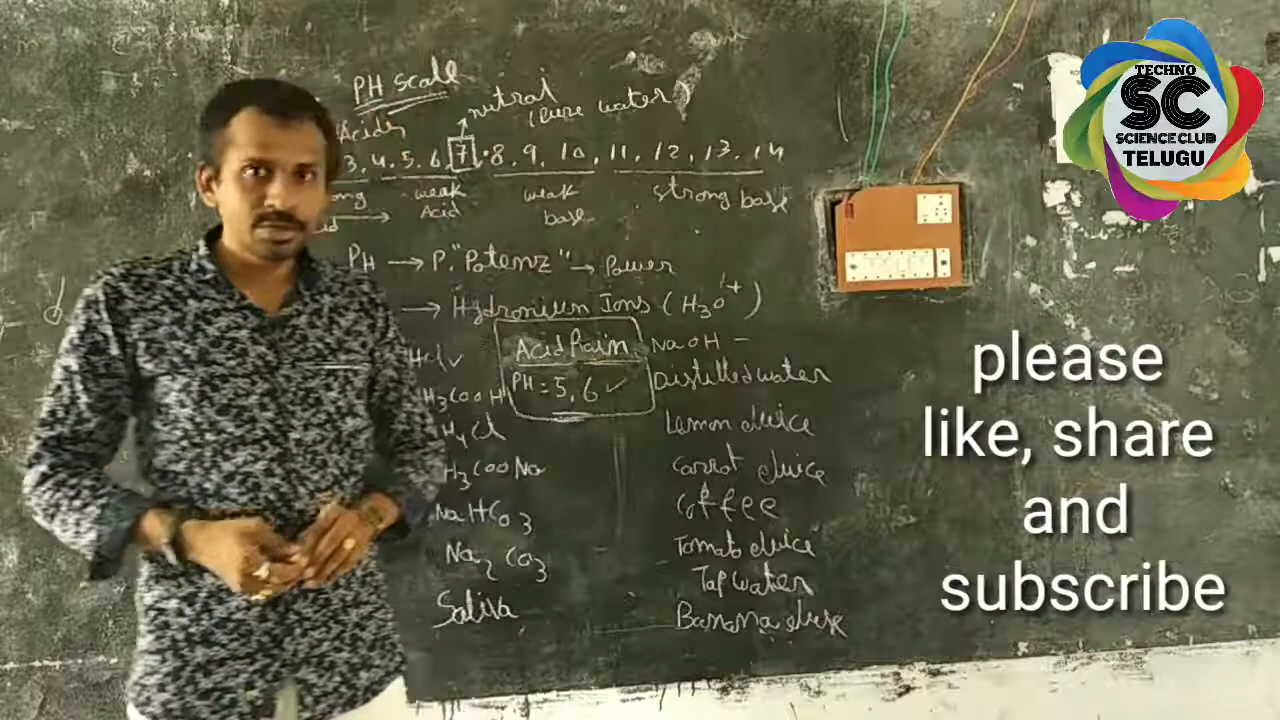 PH scale
nutral
(Pure water)
Acids
3, 4, 5, 6, 7, 8, 9, 10, 11, 12, 13, 14
weak
Acid
weak
base
strong base
PH → P. "Potenz" → Power
→ Hydronium Ions (H3O+)
Hcl ✓
Acid Rain
PH = 5.6 ✓
NaOH –
H3COOH
Distilled water
H4Cl
Lemon juice
H3COONa
Carrot juice
NaHCO3
Coffee
Na2CO3
Tomato juice
Tap water
Saliva
Banana juice
TECHNO
SC
SCIENCE CLUB
TELUGU
please
like, share
and
subscribe